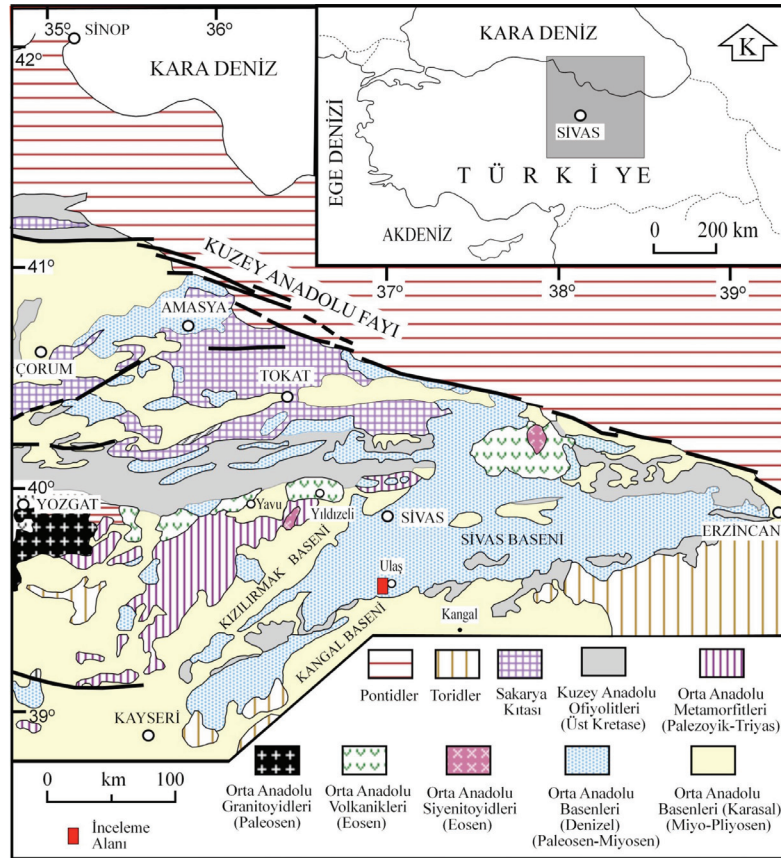 35° 36°
SİNOP
42°
KARA DENİZ
KARA DENİZ
K
EGE DENİZİ
SİVAS
T Ü R K İ YE
AKDENİZ
0 200 km
41°
KUZEY ANADOLU FAYI
37° 38° 39°
AMASYA
ÇORUM
TOKAT
40°
YOZGAT
Yavu
Yıldızeli
SİVAS
ERZİNCAN
SİVAS BASENİ
KIZILIRMAK BASENİ
Ulaş
KANGAL BASENİ
Kangal
39°
KAYSERİ
0 km 100
İnceleme
Alanı
Pontidler
Toridler
Sakarya
Kıtası
Kuzey Anadolu
Ofiyolitleri
(Üst Kretase)
Orta Anadolu
Metamorfitleri
(Palezoyik-Triyas)
Orta Anadolu
Granitoyidleri
(Paleosen)
Orta Anadolu
Volkanikleri
(Eosen)
Orta Anadolu
Siyenitoyidleri
(Eosen)
Orta Anadolu
Basenleri
(Denizel)
(Paleosen-Miyosen)
Orta Anadolu
Basenleri (Karasal)
(Miyo-Pliyosen)